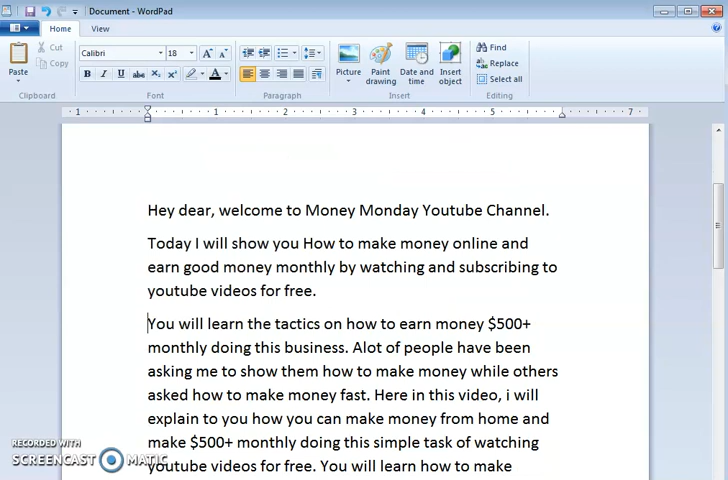 Document - WordPad
Home View
Paste
Cut
Copy
Clipboard
Calibri 18
Font
Paragraph
Picture
Paint drawing
Date and time
Insert object
Insert
Find
Replace
Select all
Editing
1 1 2 3 4 5 7
Hey dear, welcome to Money Monday Youtube Channel.
Today I will show you How to make money online and
earn good money monthly by watching and subscribing to
youtube videos for free.
You will learn the tactics on how to earn money $500+
monthly doing this business. Alot of people have been
asking me to show them how to make money while others
asked how to make money fast. Here in this video, i will
explain to you how you can make money from home and
make $500+ monthly doing this simple task of watching
youtube videos for free. You will learn how to make
RECORDED WITH
SCREENCAST MATIC